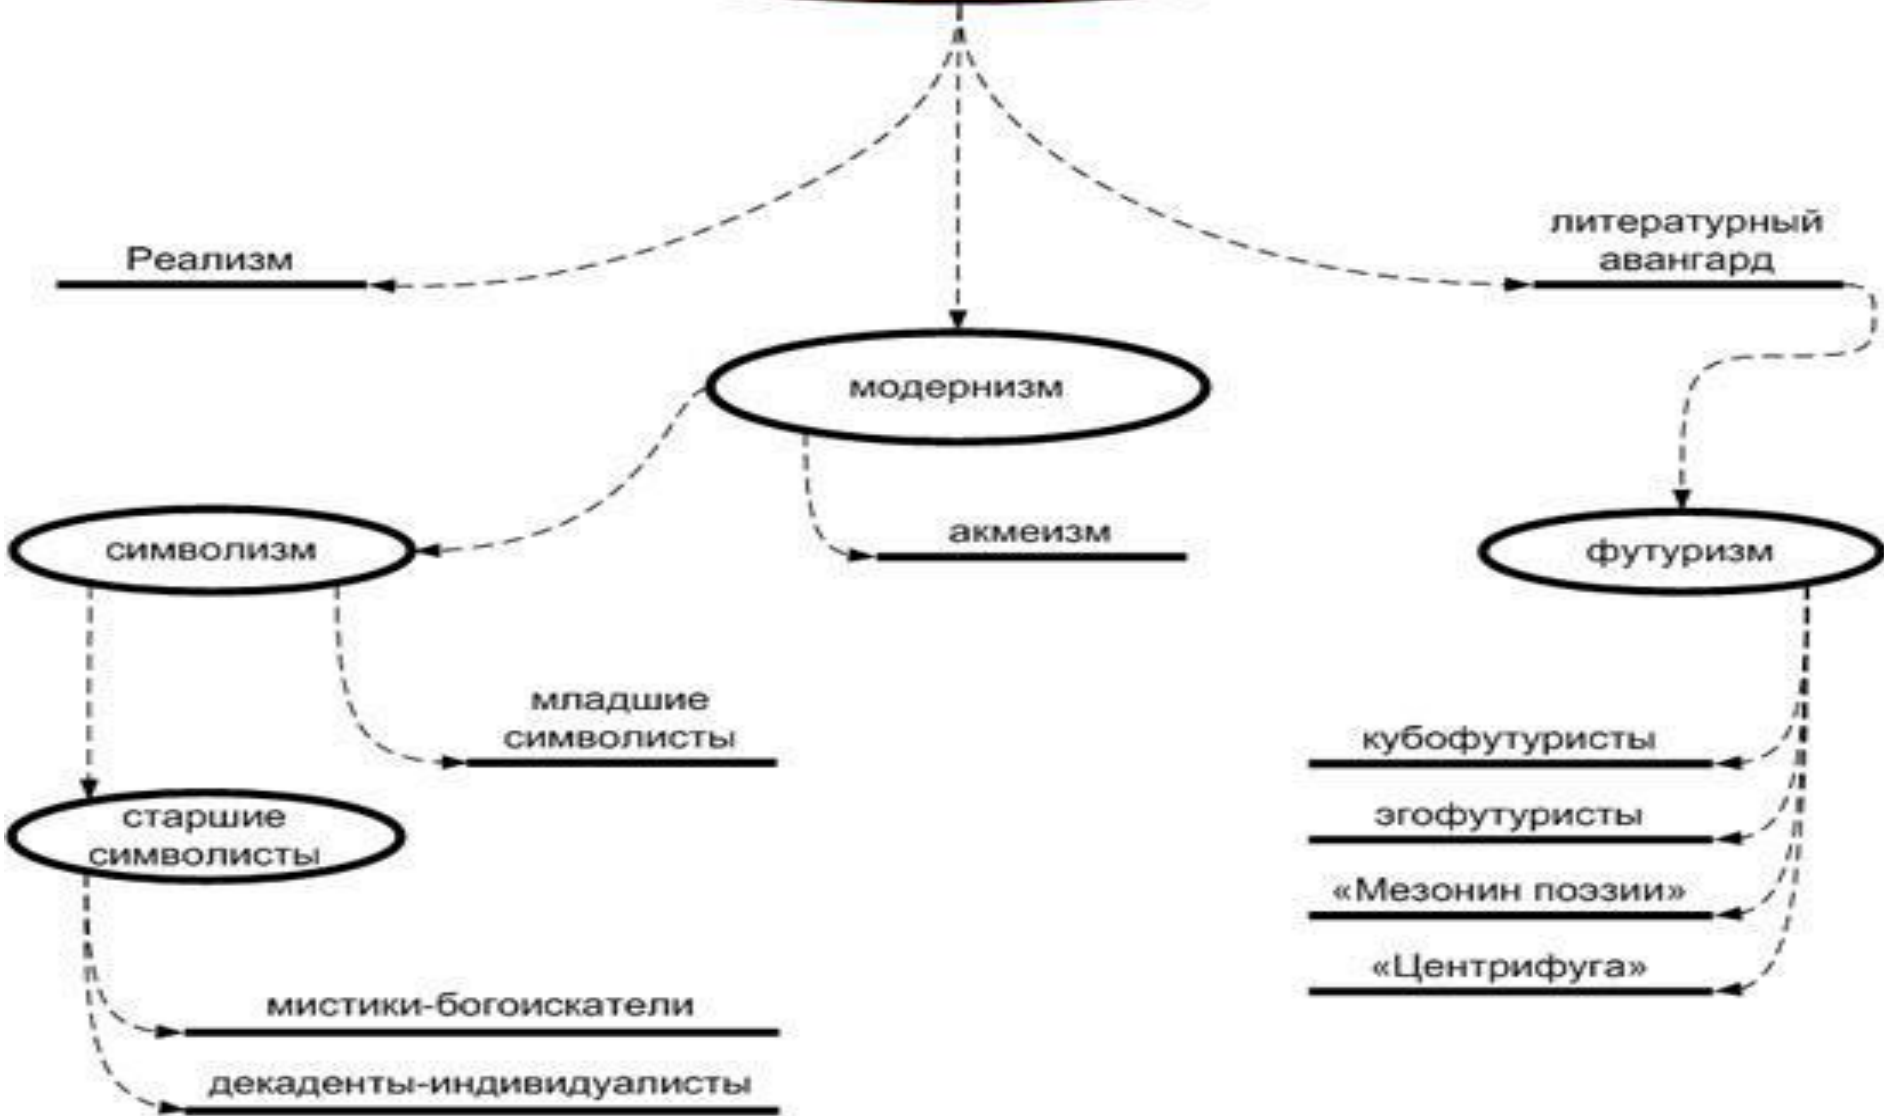 литературный
авангард
Реализм
модернизм
акмеизм
символизм
футуризм
младшие
символисты
кубофутуристы
старшие
символисты
эгофутуристы
«Мезонин поэзии»
«Центрифуга»
мистики-богоискатели
декаденты-индивидуалисты